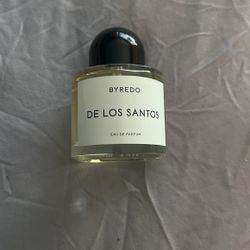 BYREDO
DE LOS SANTOS
EAU DE PARFUM